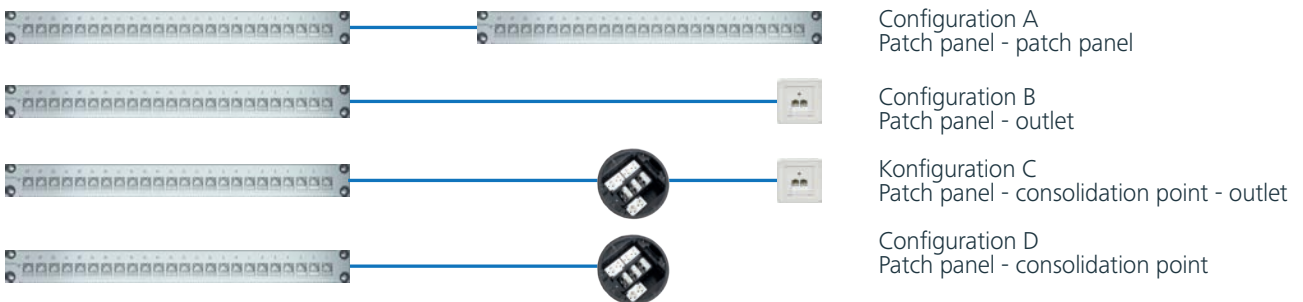 Configuration A
Patch panel - patch panel
Configuration B
Patch panel - outlet
Konfiguration C
Patch panel - consolidation point - outlet
Configuration D
Patch panel - consolidation point